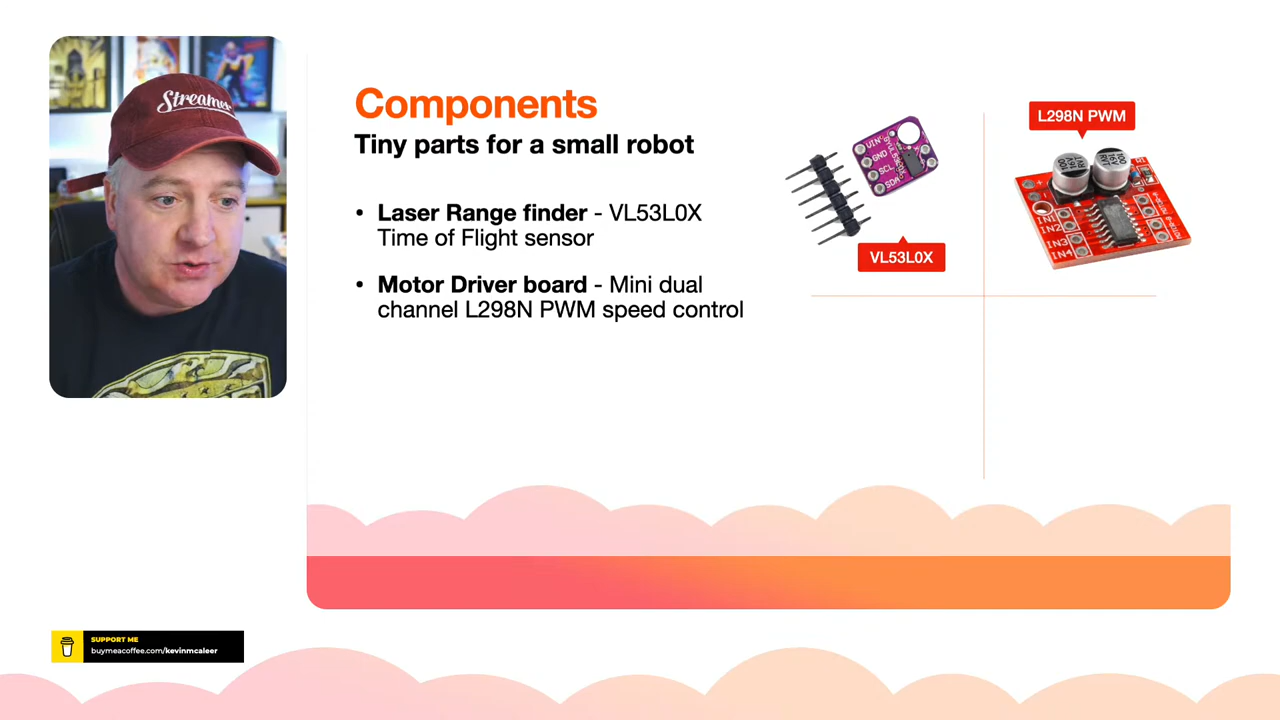 Streamer
Components
Tiny parts for a small robot
• Laser Range finder - VL53L0X
Time of Flight sensor
• Motor Driver board - Mini dual
channel L298N PWM speed control
VIN
GND
SCL
SDA
VL53L0X
L298N PWM
IN1
IN2
IN3
IN4
SUPPORT ME
buymeacoffee.com/kevinmcaleer